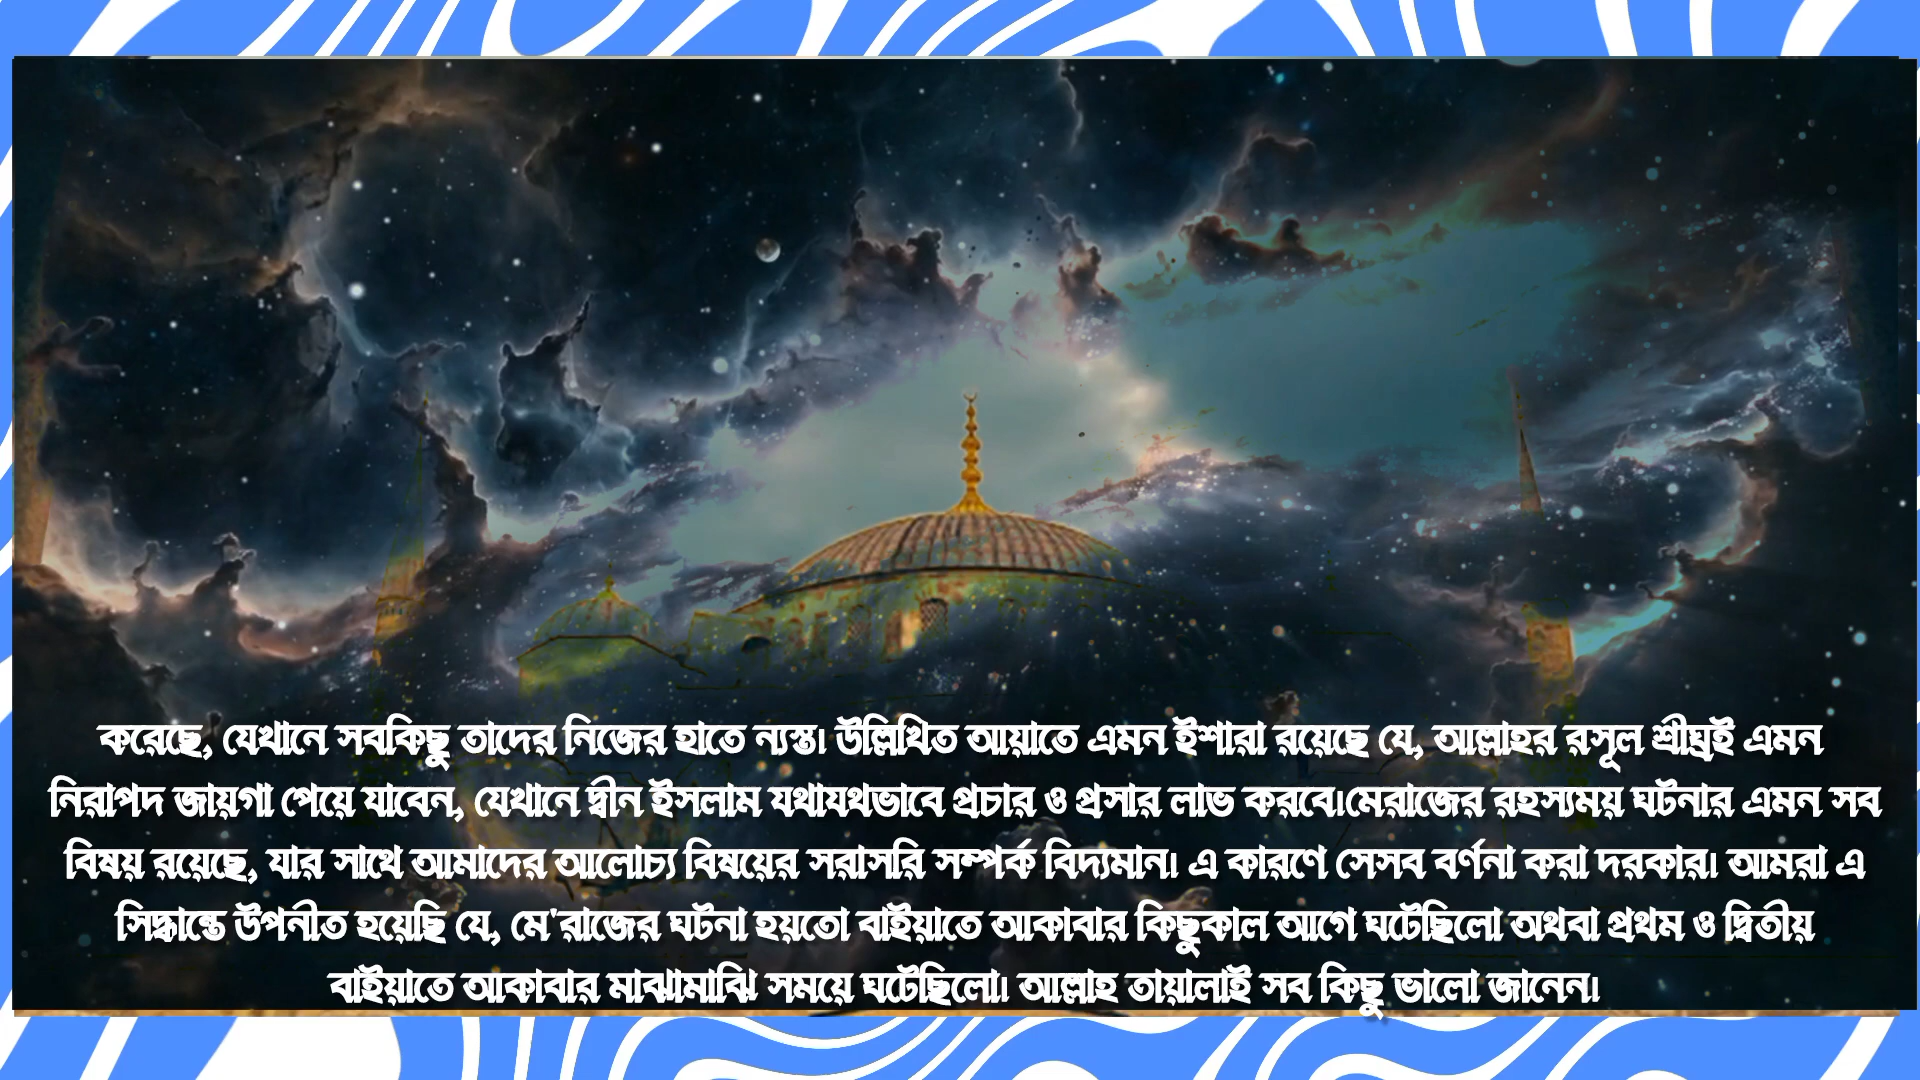 করেছে, যেখানে সবকিছু তাদের নিজের হাতে ন্যস্ত। উল্লিখিত আয়াতে এমন ইশারা রয়েছে যে, আল্লাহর রসূল শ্রীঘ্রই এমন
নিরাপদ জায়গা পেয়ে যাবেন, যেখানে দ্বীন ইসলাম যথাযথভাবে প্রচার ও প্রসার লাভ করবে।মেরাজের রহস্যময় ঘটনার এমন সব
বিষয় রয়েছে, যার সাথে আমাদের আলোচ্য বিষয়ের সরাসরি সম্পর্ক বিদ্যমান। এ কারণে সেসব বর্ণনা করা দরকার। আমরা এ
সিদ্ধান্তে উপনীত হয়েছি যে, মে'রাজের ঘটনা হয়তো বাইয়াতে আকাবার কিছুকাল আগে ঘটেছিলো অথবা প্রথম ও দ্বিতীয়
বাইয়াতে আকাবার মাঝামাঝি সময়ে ঘটেছিলো। আল্লাহ তায়ালাই সব কিছু ভালো জানেন।